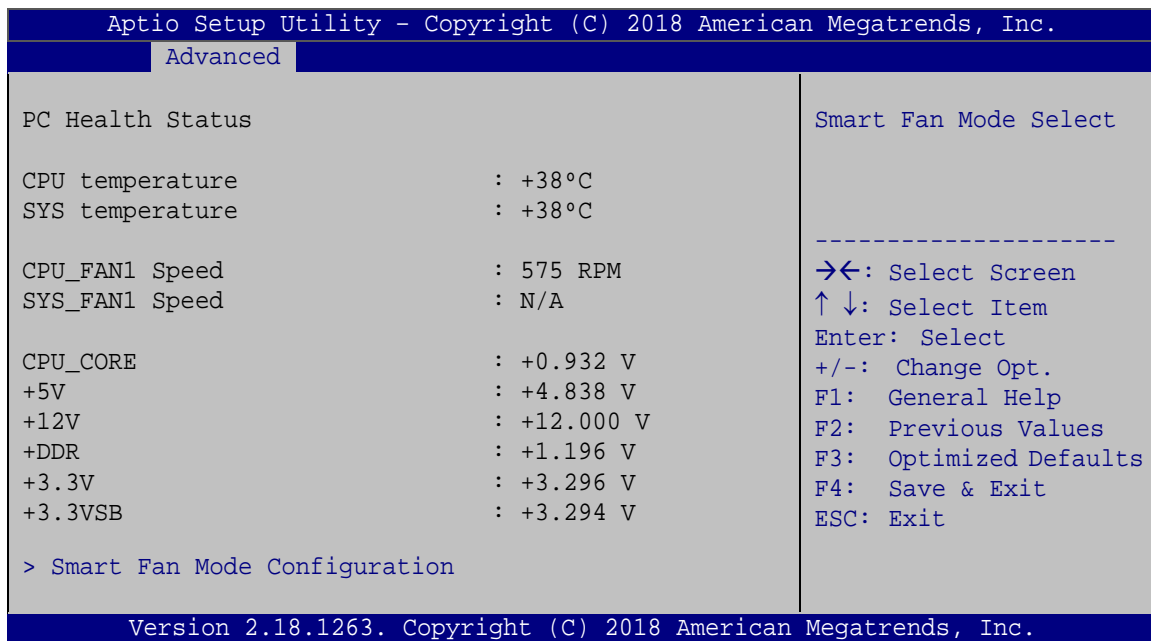 Aptio Setup Utility – Copyright (C) 2018 American Megatrends, Inc.
Advanced
PC Health Status
CPU temperature : +38ºC
SYS temperature : +38ºC
CPU_FAN1 Speed : 575 RPM
SYS_FAN1 Speed : N/A
CPU_CORE : +0.932 V
+5V : +4.838 V
+12V : +12.000 V
+DDR : +1.196 V
+3.3V : +3.296 V
+3.3VSB : +3.294 V
> Smart Fan Mode Configuration
Smart Fan Mode Select
---------------------
→←: Select Screen
↑ ↓: Select Item
Enter: Select
+/-: Change Opt.
F1: General Help
F2: Previous Values
F3: Optimized Defaults
F4: Save & Exit
ESC: Exit
Version 2.18.1263. Copyright (C) 2018 American Megatrends, Inc.